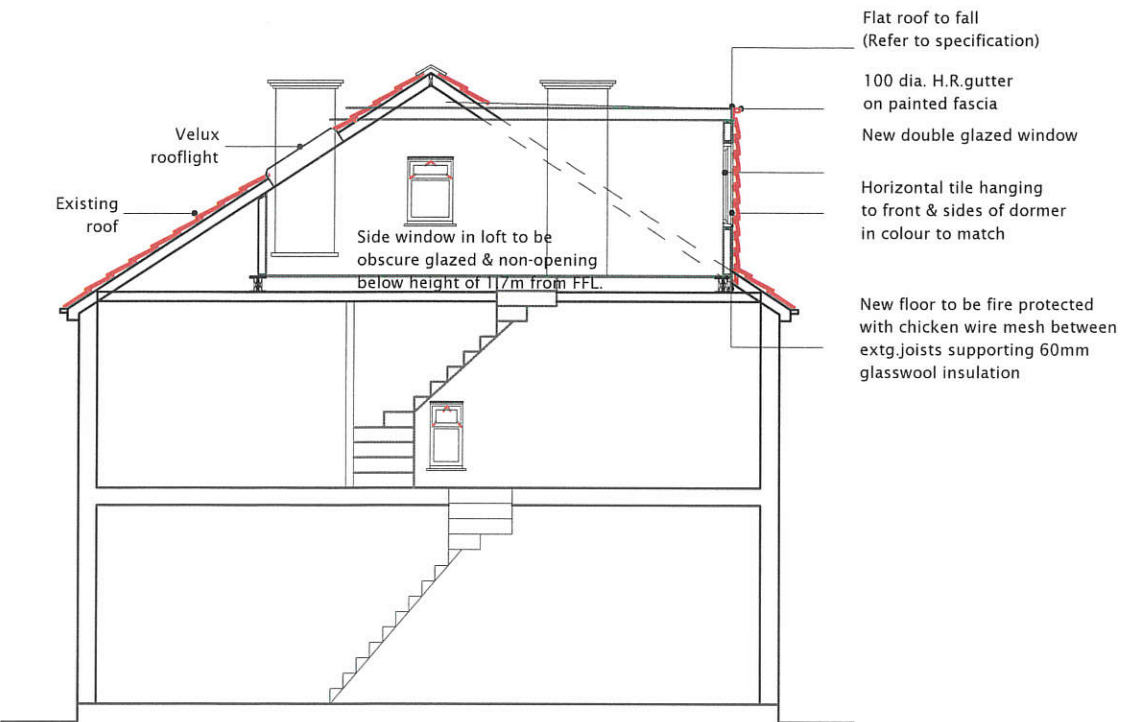 Flat roof to fall
(Refer to specification)
100 dia. H.R.gutter
on painted fascia
Velux
rooflight
New double glazed window
Existing
roof
Horizontal tile hanging
to front & sides of dormer
in colour to match
Side window in loft to be
obscure glazed & non-opening
below height of 1.7m from FFL.
New floor to be fire protected
with chicken wire mesh between
extg.joists supporting 60mm
glasswool insulation